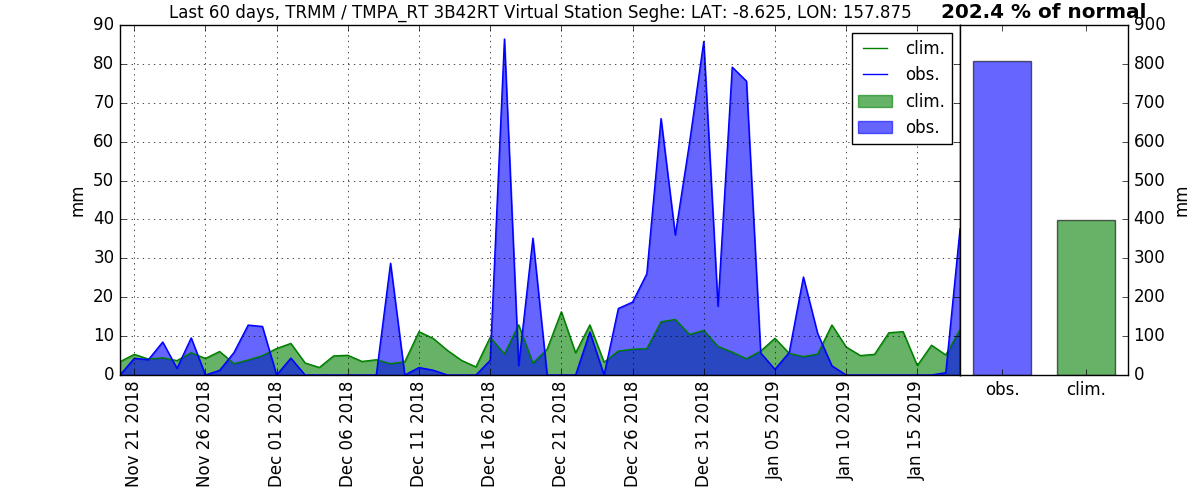 Last 60 days, TRMM / TMPA_RT 3B42RT Virtual Station Seghe: LAT: -8.625, LON: 157.875
202.4 % of normal
90
80
70
60
50
40
30
20
10
0
mm
clim.
obs.
clim.
obs.
900
800
700
600
500
400
300
200
100
0
mm
Nov 21 2018
Nov 26 2018
Dec 01 2018
Dec 06 2018
Dec 11 2018
Dec 16 2018
Dec 21 2018
Dec 26 2018
Dec 31 2018
Jan 05 2019
Jan 10 2019
Jan 15 2019
obs.
clim.